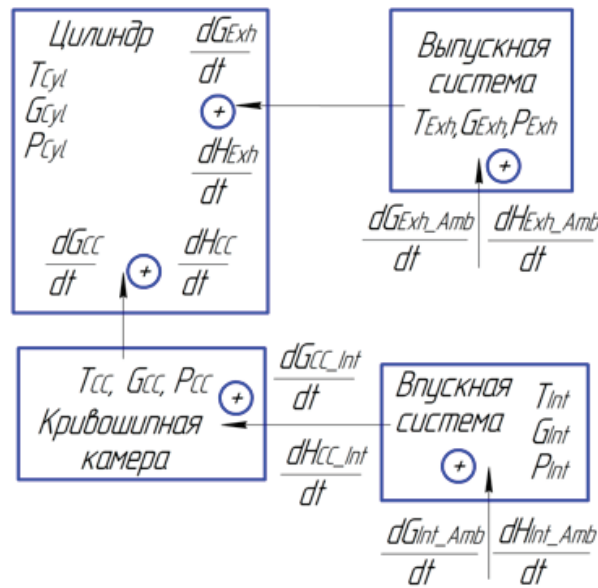 Цилиндр
TCyl
GCyl
PCyl
dGExh
dt
+
dHExh
dt
dGCC
dt
+
dHCC
dt
Выпускная
система
TExh,GExh,PExh
+
dGExh_Amb
dt
dHExh_Amb
dt
TCC, GCC, PCC
+
Кривошипная
камера
dGCC_Int
dt
dHCC_Int
dt
Впускная
система
TInt
GInt
PInt
+
dGInt_Amb
dt
dHInt_Amb
dt